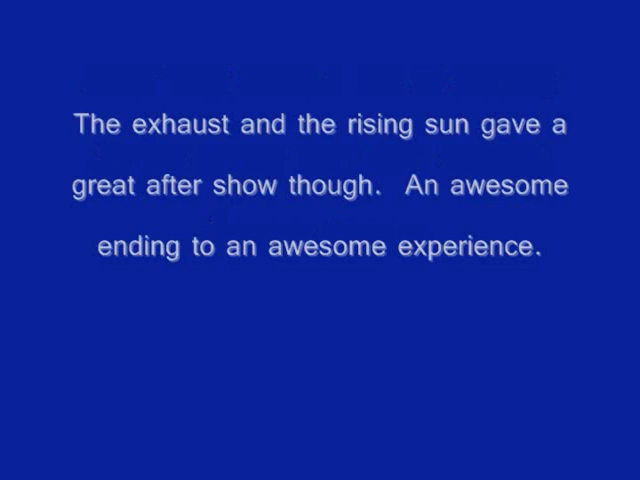 The exhaust and the rising sun gave a
great after show though.  An awesome
ending to an awesome experience.